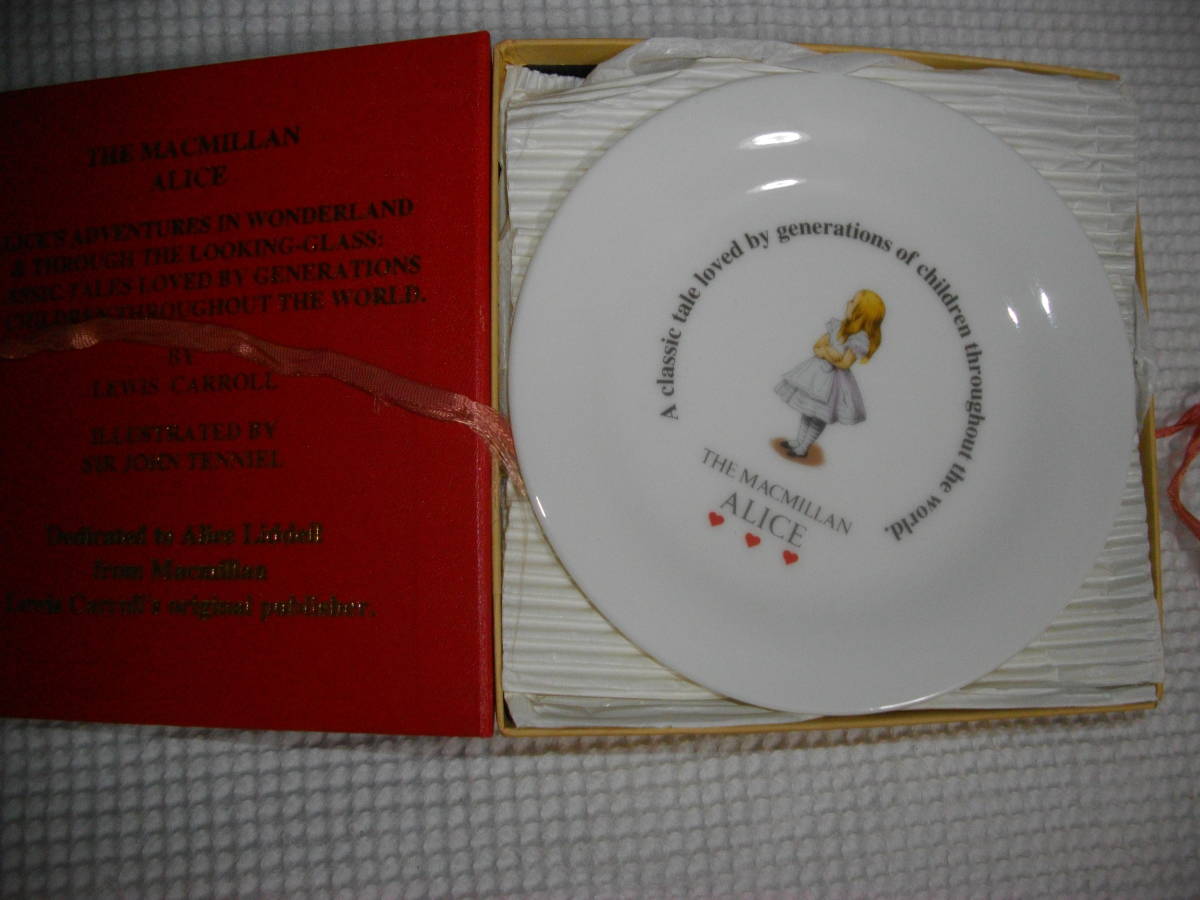 THE MACMILLAN
ALICE
ADVENTURES IN WONDERLAND
& THROUGH THE LOOKING-GLASS:
TALES LOVED BY GENERATIONS
CHILDREN THROUGHOUT THE WORLD.
BY
LEWIS CARROLL
ILLUSTRATED BY
SIR JOHN TENNIEL
Dedicated to Alice Liddell
from Macmillan
Lewis Carroll's original publisher.
A classic tale loved by generations of children throughout the world.
THE MACMILLAN
ALICE